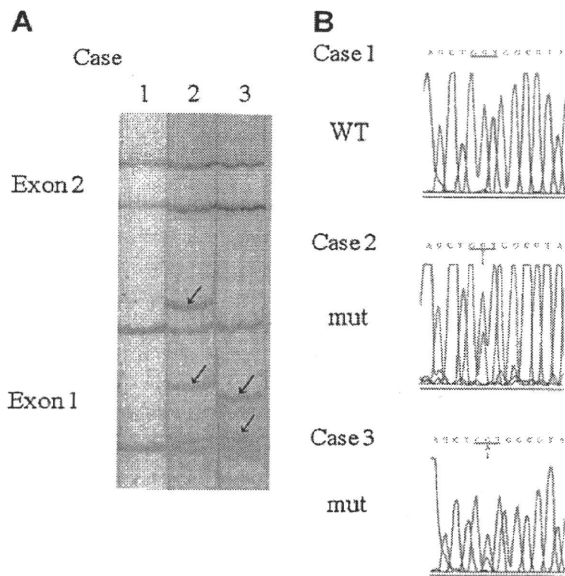 A
Case
1 2 3
Exon 2
Exon 1
B
Case 1
WT
Case 2
mut
Case 3
mut